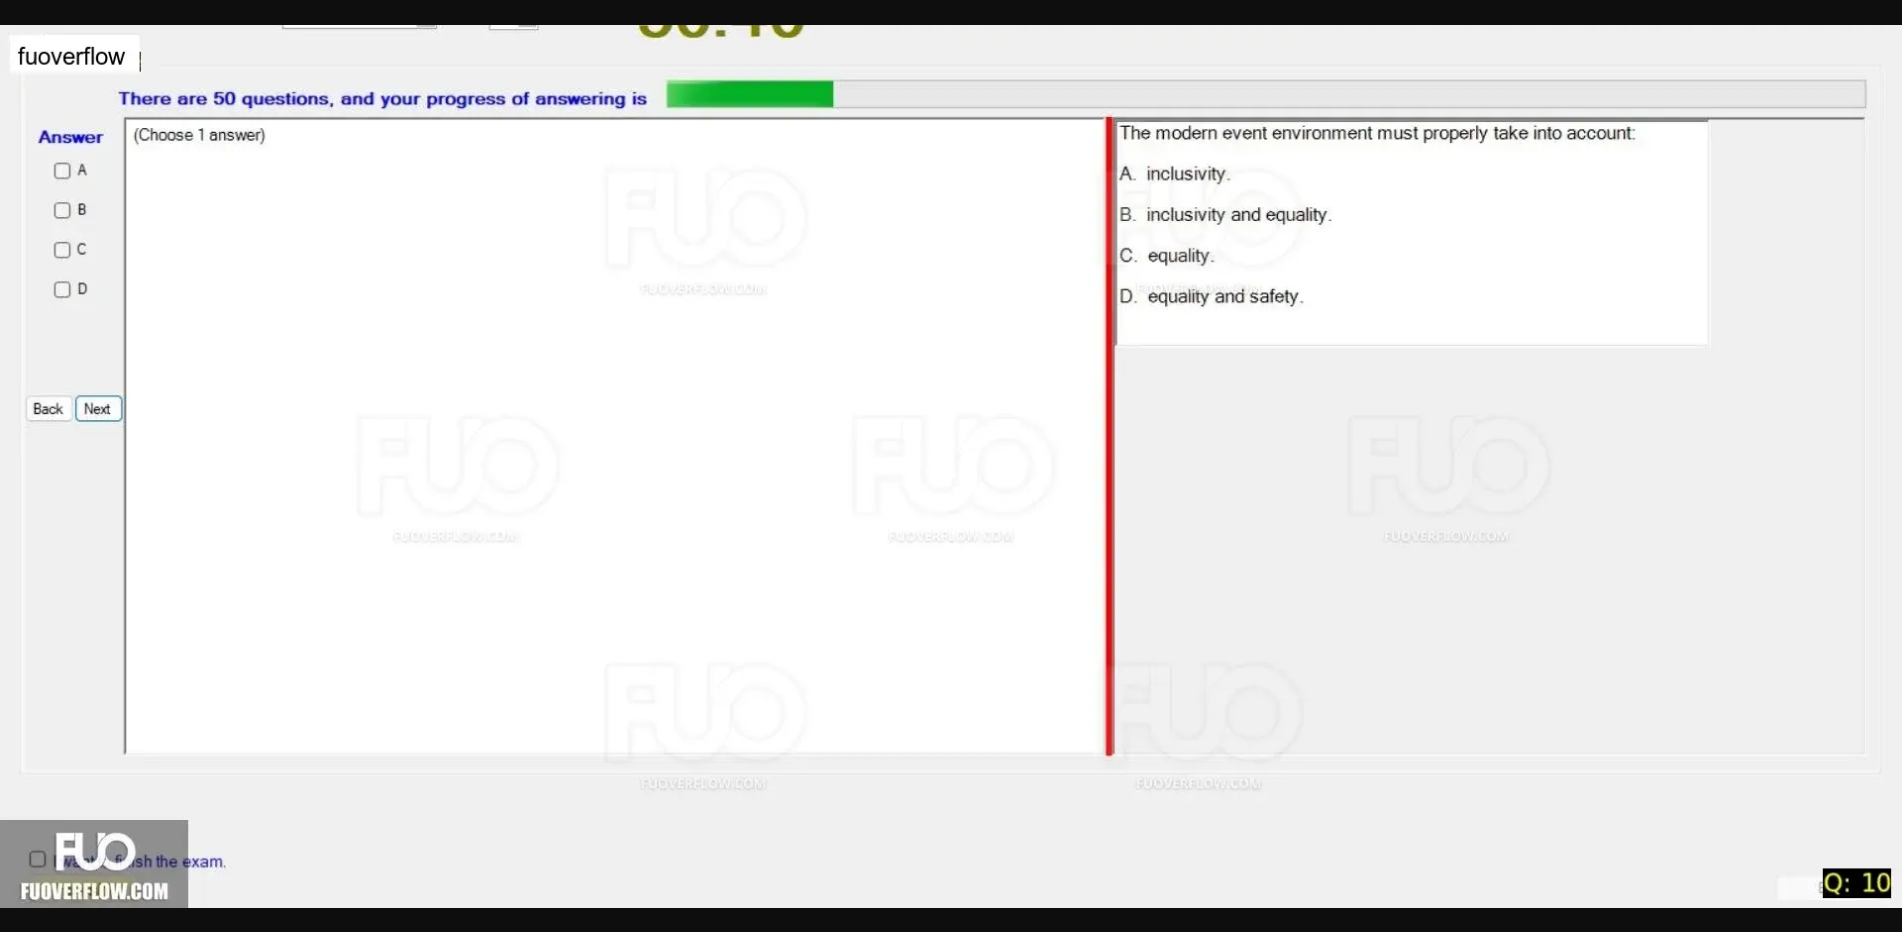 fuoverflow
There are 50 questions, and your progress of answering is
Answer
(Choose 1 answer)
A
B
C
D
Back Next
The modern event environment must properly take into account:
A. inclusivity.
B. inclusivity and equality.
C. equality.
D. equality and safety.
FUO
FUOVERFLOW.COM
FUO
FUOVERFLOW.COM
FUO
FUOVERFLOW.COM
FUO
FUOVERFLOW.COM
FUO
FUOVERFLOW.COM
FUO
FUOVERFLOW.COM
FUO
FUOVERFLOW.COM
the exam.
FUO
FUOVERFLOW.COM
Q: 10